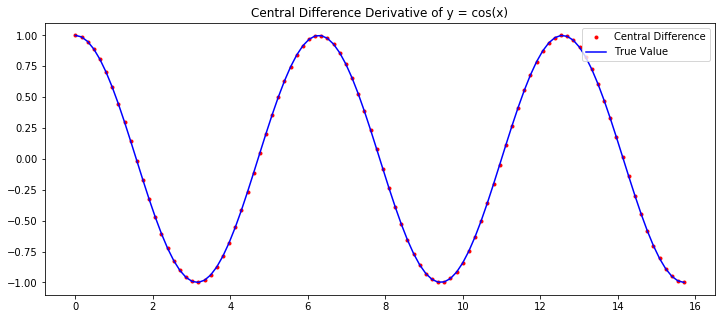 Central Difference Derivative of y = cos(x)
Central Difference
True Value
1.00
0.75
0.50
0.25
0.00
−0.25
−0.50
−0.75
−1.00
0 2 4 6 8 10 12 14 16